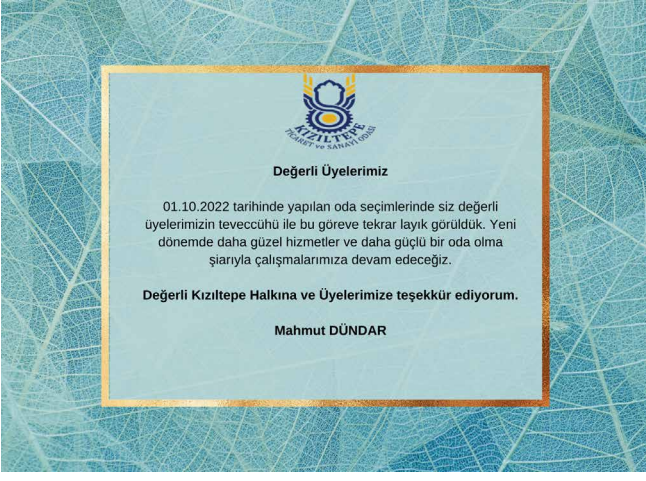 KIZILTEPE
TİCARET ve SANAYİ ODASI
Değerli Üyelerimiz
01.10.2022 tarihinde yapılan oda seçimlerinde siz değerli
üyelerimizin teveccühü ile bu göreve tekrar layık görüldük. Yeni
dönemde daha güzel hizmetler ve daha güçlü bir oda olma
şiarıyla çalışmalarımıza devam edeceğiz.
Değerli Kızıltepe Halkına ve Üyelerimize teşekkür ediyorum.
Mahmut DÜNDAR